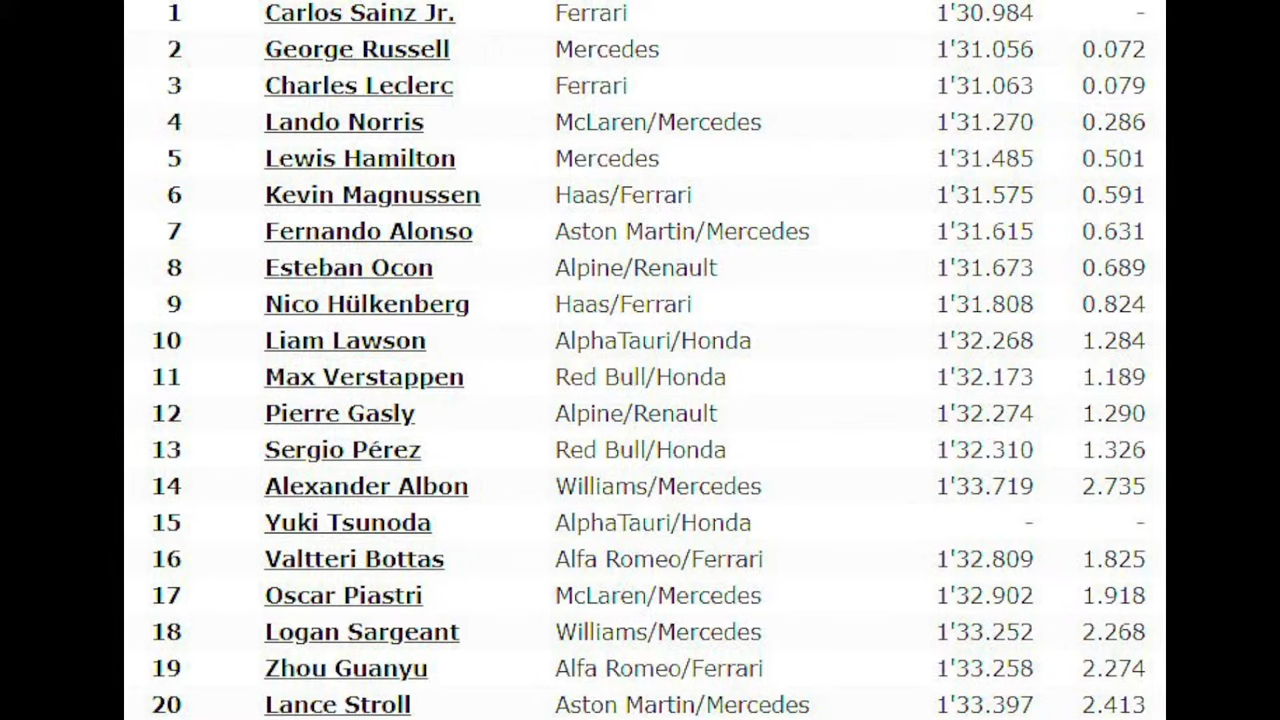 1 Carlos Sainz Jr. Ferrari 1'30.984 -
2 George Russell Mercedes 1'31.056 0.072
3 Charles Leclerc Ferrari 1'31.063 0.079
4 Lando Norris McLaren/Mercedes 1'31.270 0.286
5 Lewis Hamilton Mercedes 1'31.485 0.501
6 Kevin Magnussen Haas/Ferrari 1'31.575 0.591
7 Fernando Alonso Aston Martin/Mercedes 1'31.615 0.631
8 Esteban Ocon Alpine/Renault 1'31.673 0.689
9 Nico Hülkenberg Haas/Ferrari 1'31.808 0.824
10 Liam Lawson AlphaTauri/Honda 1'32.268 1.284
11 Max Verstappen Red Bull/Honda 1'32.173 1.189
12 Pierre Gasly Alpine/Renault 1'32.274 1.290
13 Sergio Pérez Red Bull/Honda 1'32.310 1.326
14 Alexander Albon Williams/Mercedes 1'33.719 2.735
15 Yuki Tsunoda AlphaTauri/Honda - -
16 Valtteri Bottas Alfa Romeo/Ferrari 1'32.809 1.825
17 Oscar Piastri McLaren/Mercedes 1'32.902 1.918
18 Logan Sargeant Williams/Mercedes 1'33.252 2.268
19 Zhou Guanyu Alfa Romeo/Ferrari 1'33.258 2.274
20 Lance Stroll Aston Martin/Mercedes 1'33.397 2.413